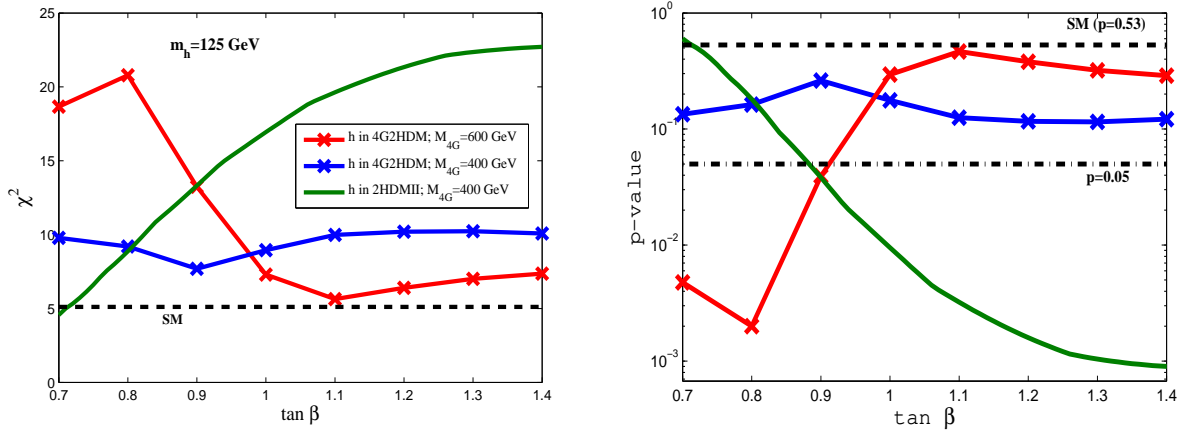 25
20
15
10
5
0
χ²
m_h=125 GeV
h in 4G2HDM; M_4G=600 GeV
h in 4G2HDM; M_4G=400 GeV
h in 2HDMII; M_4G=400 GeV
SM
0.7 0.8 0.9 1 1.1 1.2 1.3 1.4
tan β
10⁰
10⁻¹
10⁻²
10⁻³
p-value
SM (p=0.53)
p=0.05
0.7 0.8 0.9 1 1.1 1.2 1.3 1.4
tan β